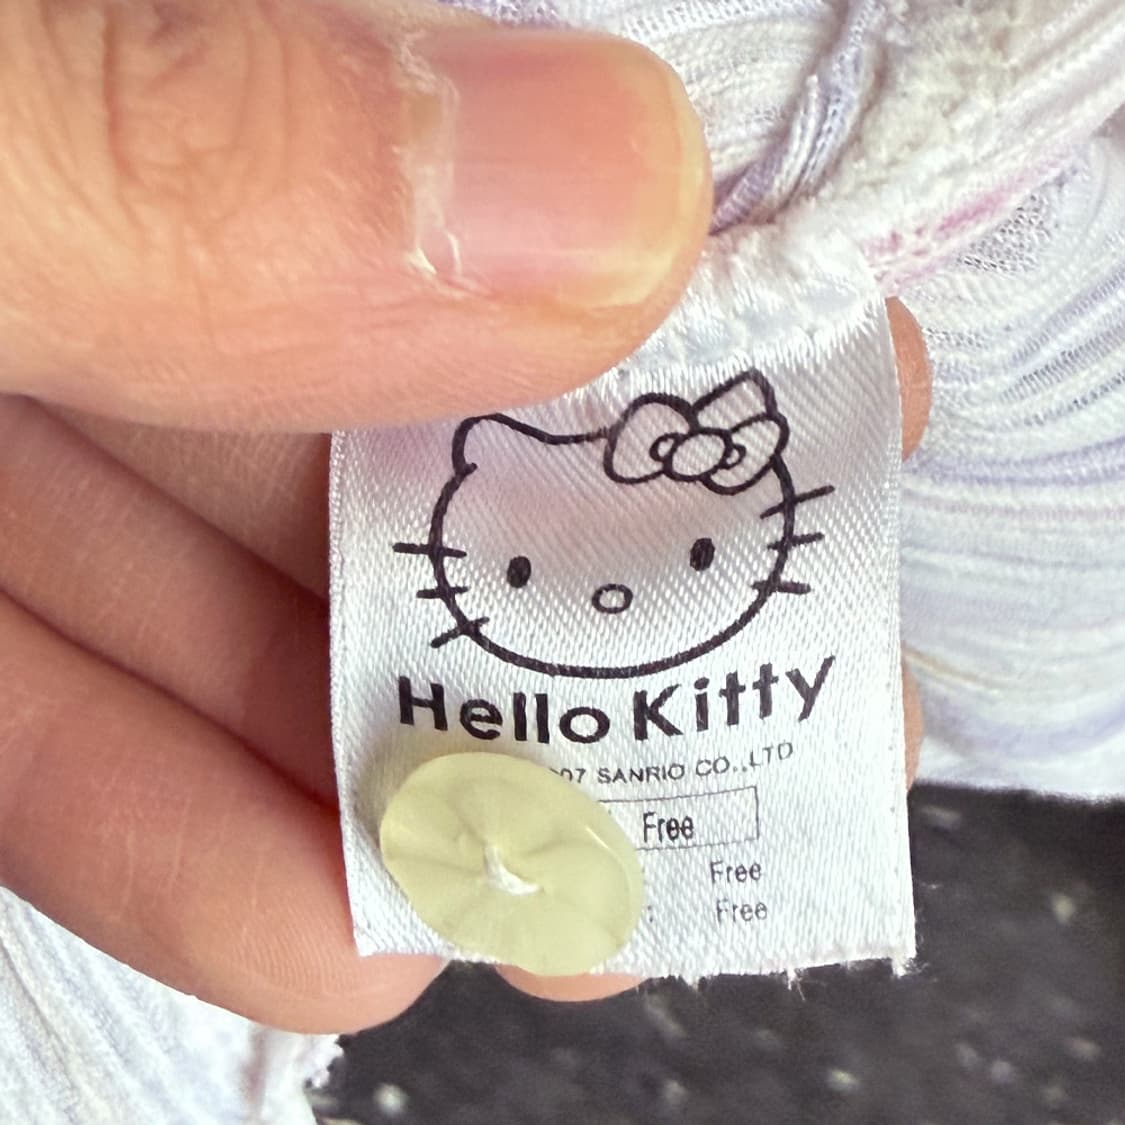 Hello Kitty
07 SANRIO CO.,LTD
Free
Free
: Free